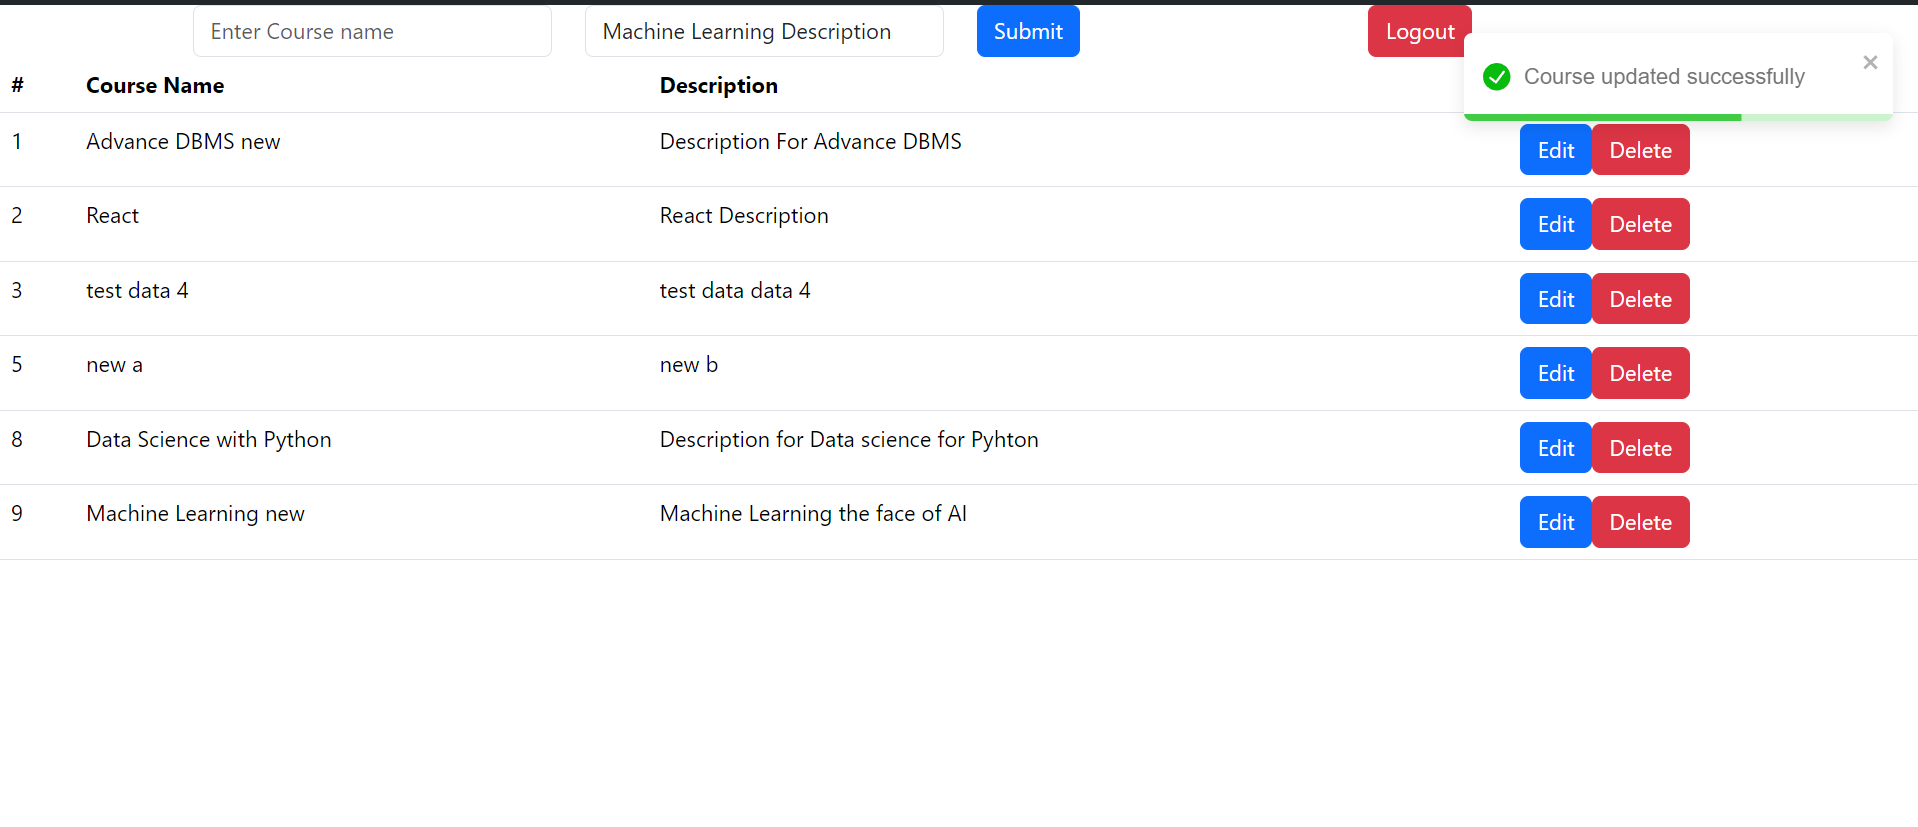 Enter Course name Machine Learning Description Submit Logout
Course updated successfully
# Course Name Description
1 Advance DBMS new Description For Advance DBMS Edit Delete
2 React React Description Edit Delete
3 test data 4 test data data 4 Edit Delete
5 new a new b Edit Delete
8 Data Science with Python Description for Data science for Pyhton Edit Delete
9 Machine Learning new Machine Learning the face of AI Edit Delete